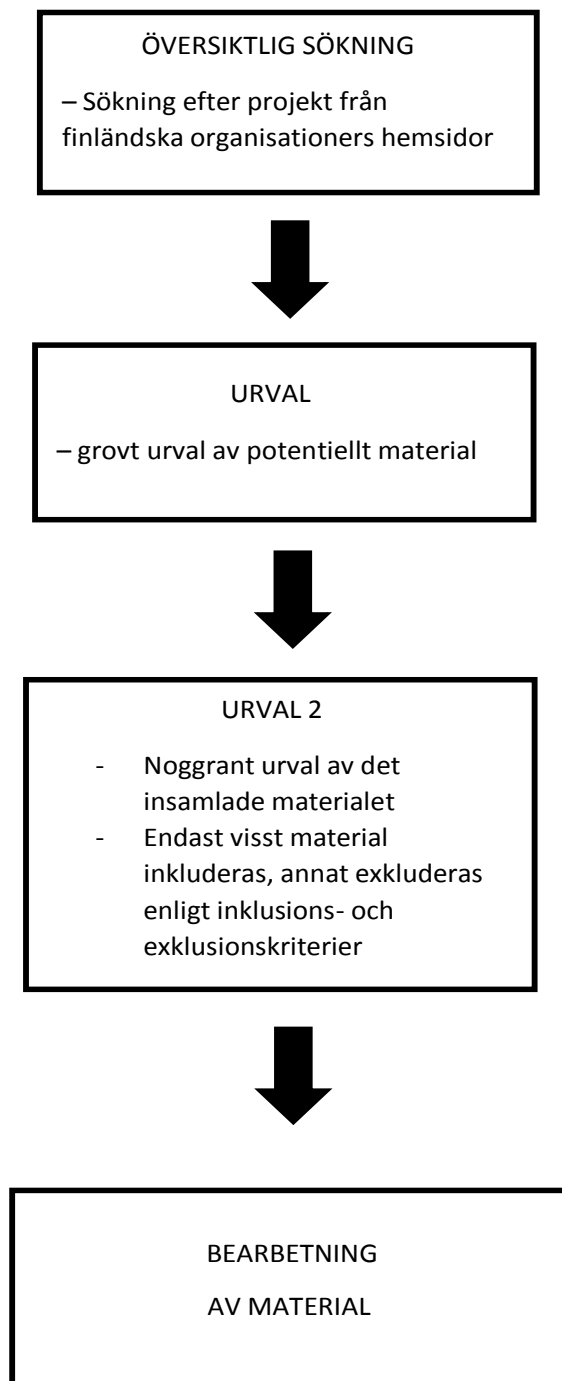 ÖVERSIKTLIG SÖKNING
– Sökning efter projekt från
finländska organisationers hemsidor
URVAL
– grovt urval av potentiellt material
URVAL 2
- Noggrant urval av det
insamlade materialet
- Endast visst material
inkluderas, annat exkluderas
enligt inklusions- och
exklusionskriterier
BEARBETNING
AV MATERIAL